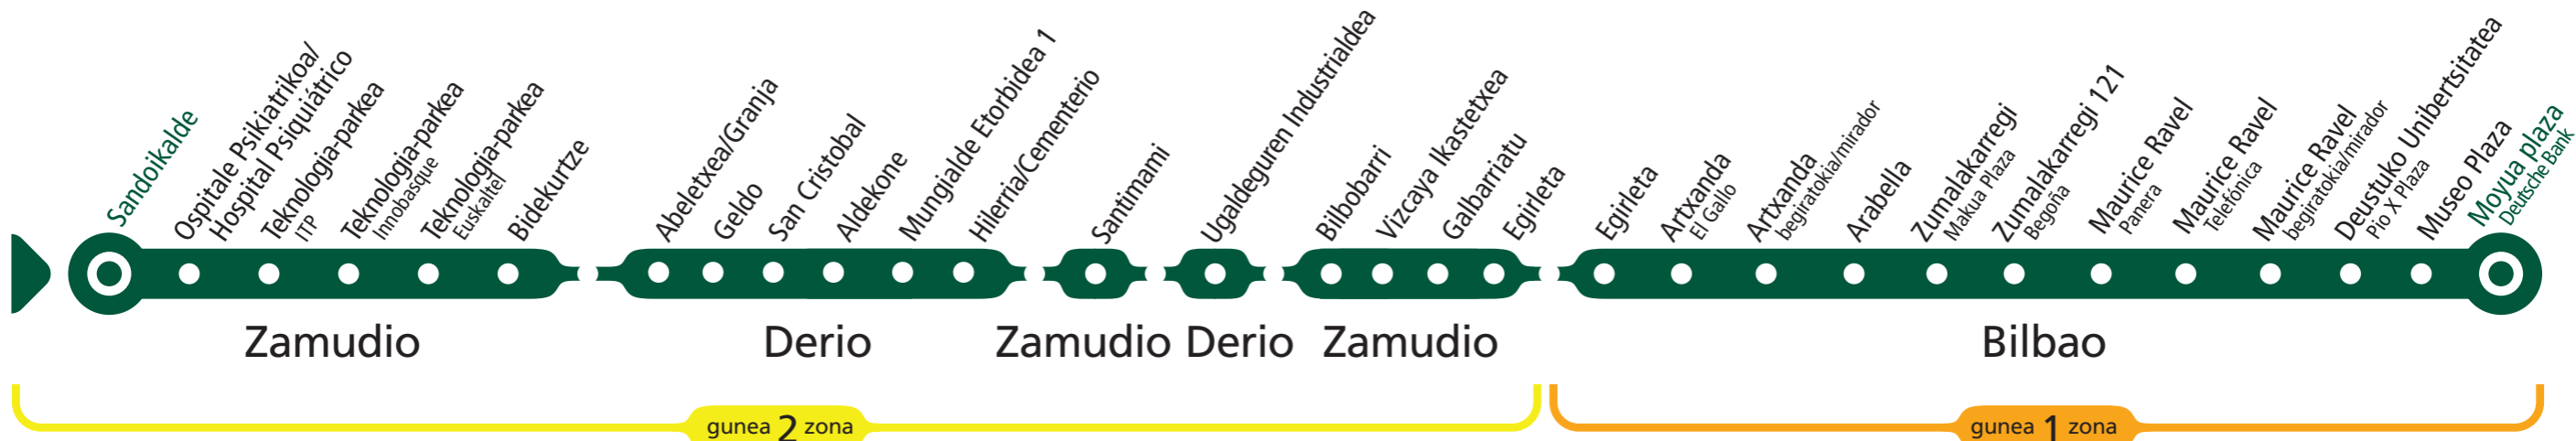 Sandoikalde
Ospitale Psikiatrikoa/
Hospital Psiquiátrico
Teknologia-parkea
ITP
Teknologia-parkea
Innobasque
Teknologia-parkea
Euskaltel
Bidekurtze
Abeletxea/Granja
Geldo
San Cristobal
Aldekone
Mungialde Etorbidea 1
Hilerria/Cementerio
Santimami
Ugaldeguren Industrialdea
Bilbobarri
Vizcaya Ikastetxea
Galbarriatu
Egirleta
Egirleta
Artxanda
El Gallo
Artxanda
begiratokia/mirador
Arabella
Zumalakarregi
Makua Plaza
Zumalakarregi 121
Begoña
Maurice Ravel
Panera
Maurice Ravel
Telefónica
Maurice Ravel
begiratokia/mirador
Deustuko Unibertsitatea
Pio X Plaza
Museo Plaza
Moyua plaza
Deutsche Bank
Zamudio
Derio
Zamudio
Derio
Zamudio
Bilbao
gunea 2 zona
gunea 1 zona